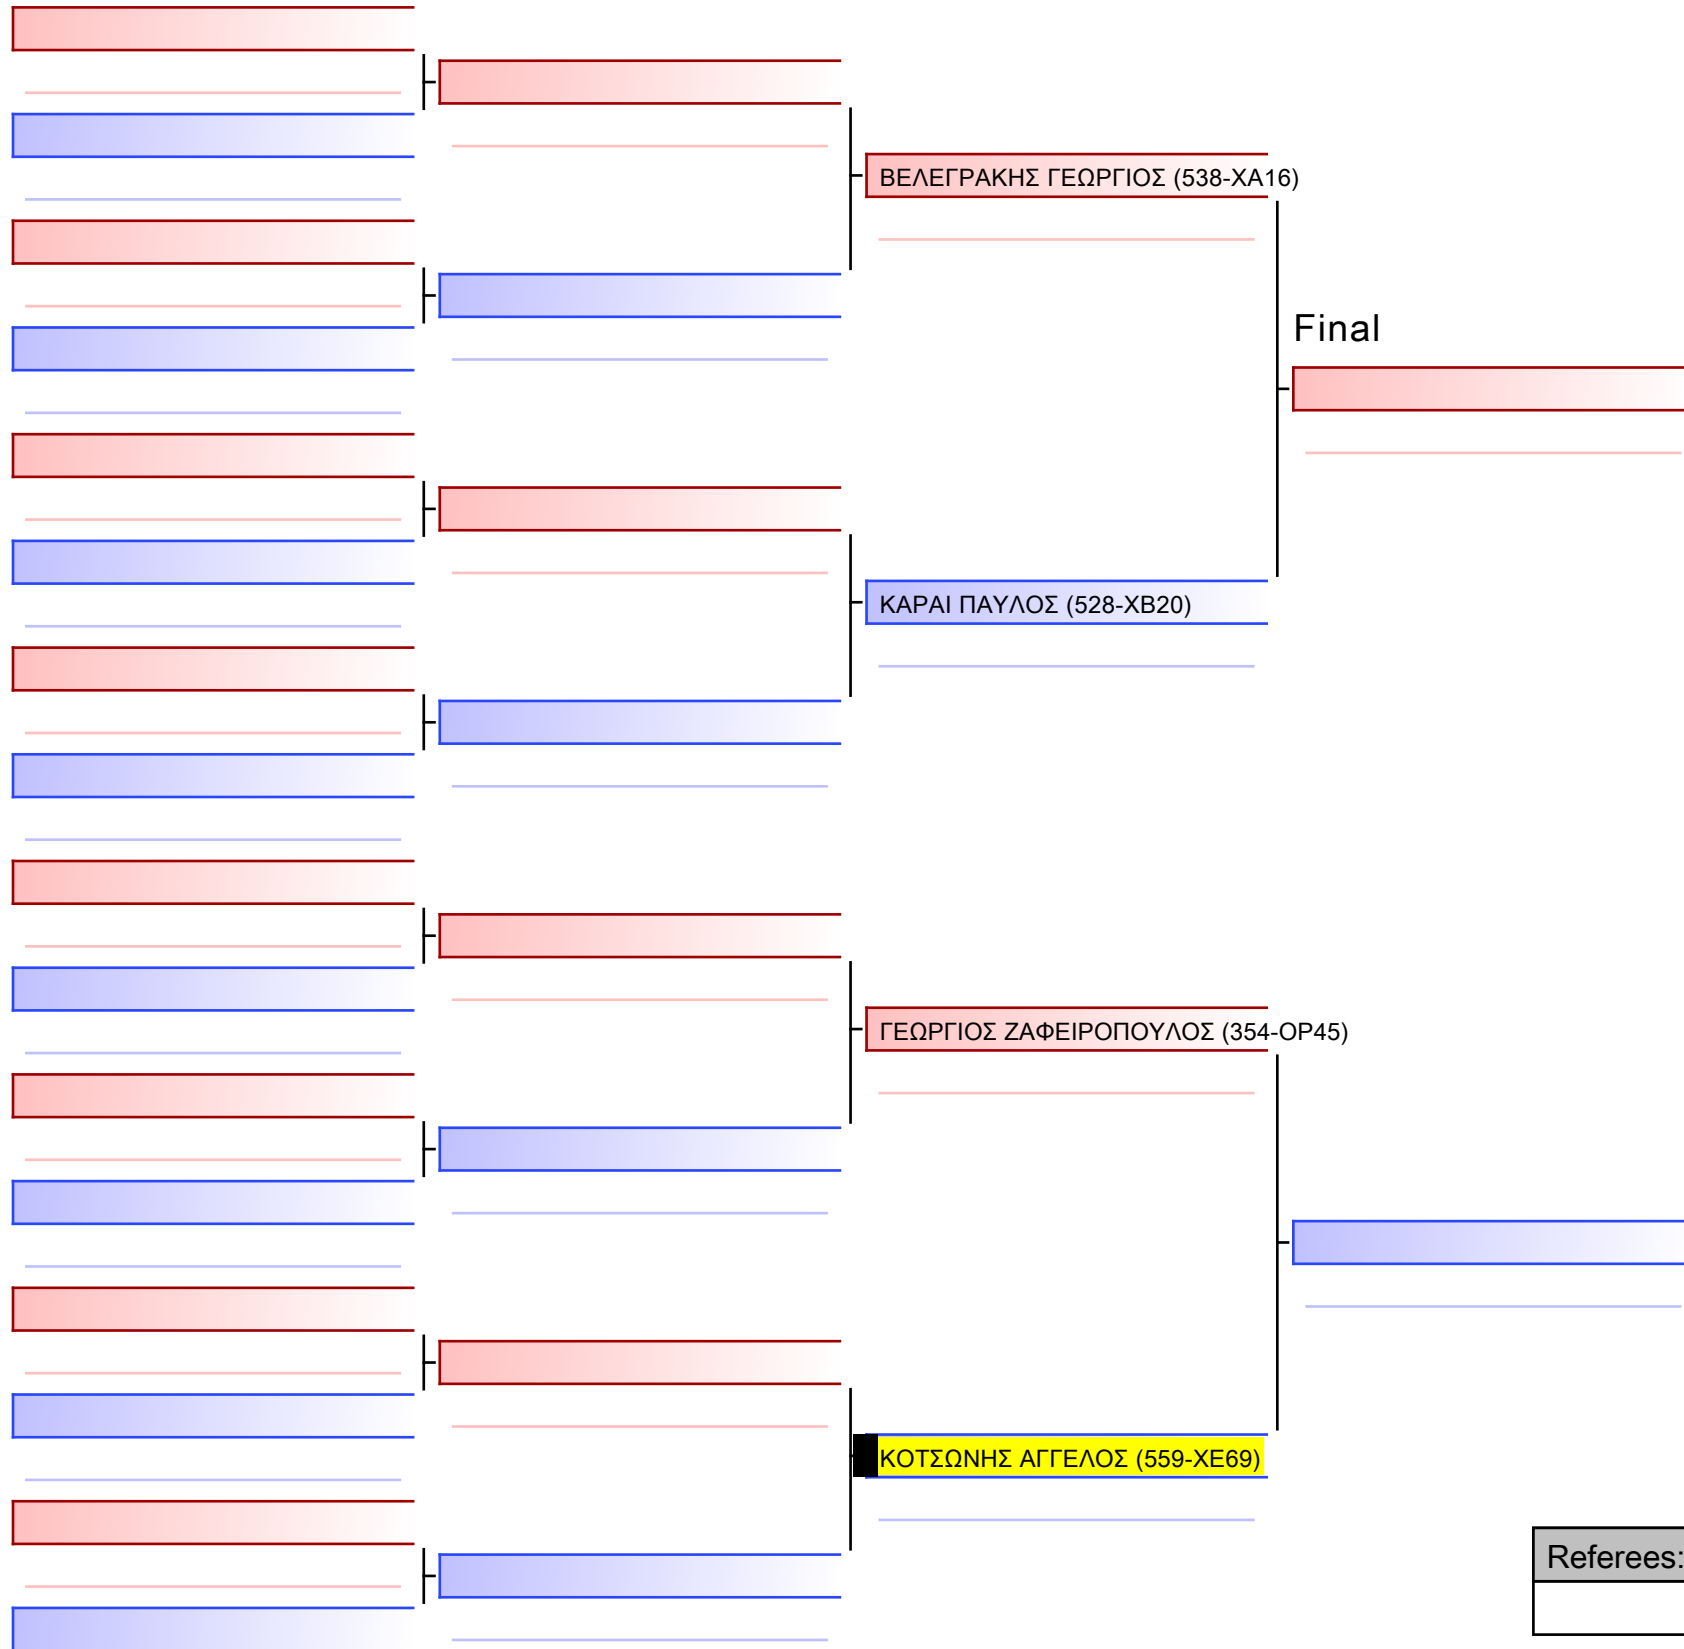 ΒΕΛΕΓΡΑΚΗΣ ΓΕΩΡΓΙΟΣ (538-ΧΑ16)
Final
ΚΑΡΑΙ ΠΑΥΛΟΣ (528-ΧΒ20)
ΓΕΩΡΓΙΟΣ ΖΑΦΕΙΡΟΠΟΥΛΟΣ (354-ΟΡ45)
ΚΟΤΣΩΝΗΣ ΑΓΓΕΛΟΣ (559-ΧΕ69)
Referees: